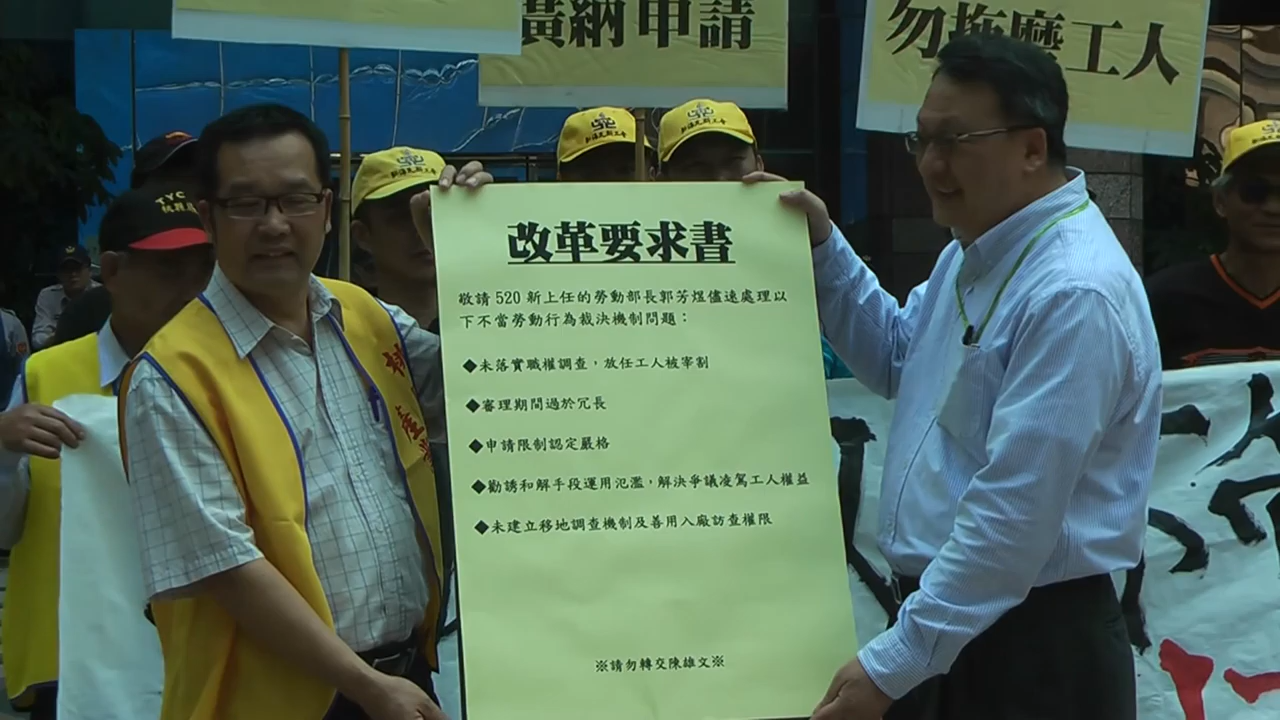 廣納申請
勿拖磨工人
TYC
改革要求書
敬請 520 新上任的勞動部長郭芳煜儘速處理以
下不當勞動行為裁決機制問題：
◆未落實職權調查，放任工人被宰割
◆審理期間過於冗長
◆申請限制認定嚴格
◆勸誘和解手段運用氾濫，解決爭議凌駕工人權益
◆未建立移地調查機制及善用入廠訪查權限
※請勿轉交陳雄文※